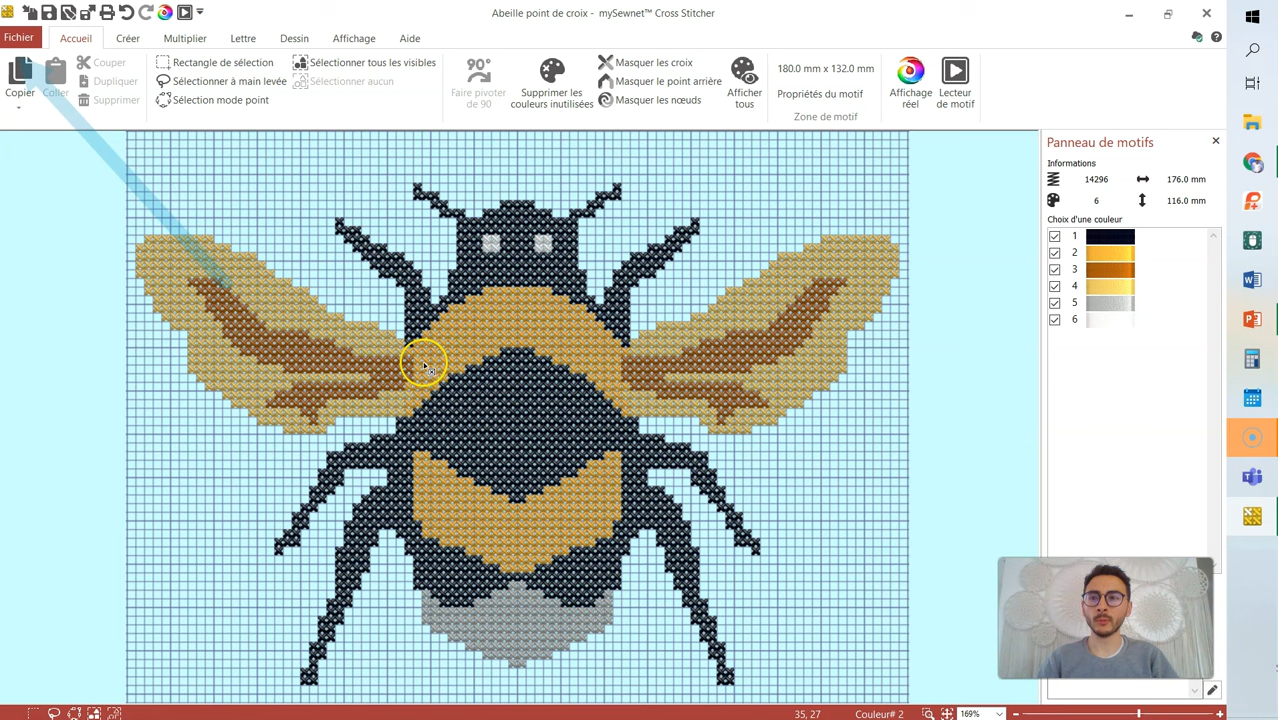 Abeille point de croix - mySewnet Cross Stitcher
Fichier Accueil Créer Multiplier Lettre Dessin Affichage Aide
Copier
Coller
Couper
Dupliquer
Supprimer
Rectangle de sélection
Sélectionner à main levée
Sélection mode point
Sélectionner tous les visibles
Sélectionner aucun
90°
Faire pivoter
de 90
Supprimer les
couleurs inutilisées
Masquer les croix
Masquer le point arrière
Masquer les nœuds
Afficher
tous
180.0 mm x 132.0 mm
Propriétés du motif
Zone de motif
Affichage
réel
Lecteur
de motif
Panneau de motifs
Informations
14296 176.0 mm
6 116.0 mm
Choix d'une couleur
1
2
3
4
5
6
35, 27 Couleur# 2 169%